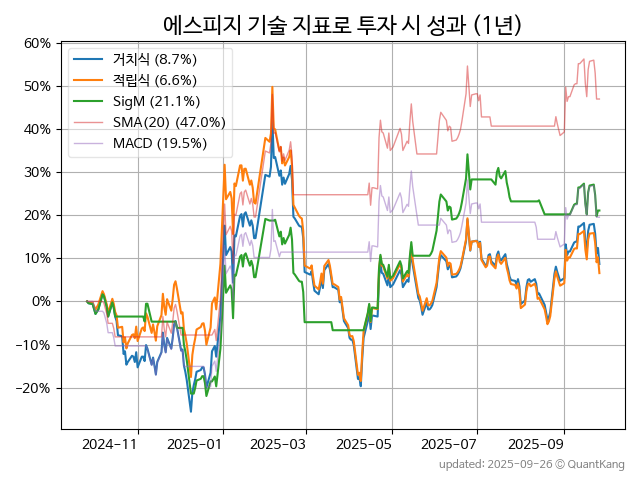 에스피지 기술 지표로 투자 시 성과 (1년)
60%
50%
40%
30%
20%
10%
0%
−10%
−20%
거치식 (8.7%)
적립식 (6.6%)
SigM (21.1%)
SMA(20) (47.0%)
MACD (19.5%)
2024−11
2025−01
2025−03
2025−05
2025−07
2025−09
updated: 2025-09-26 © QuantKang